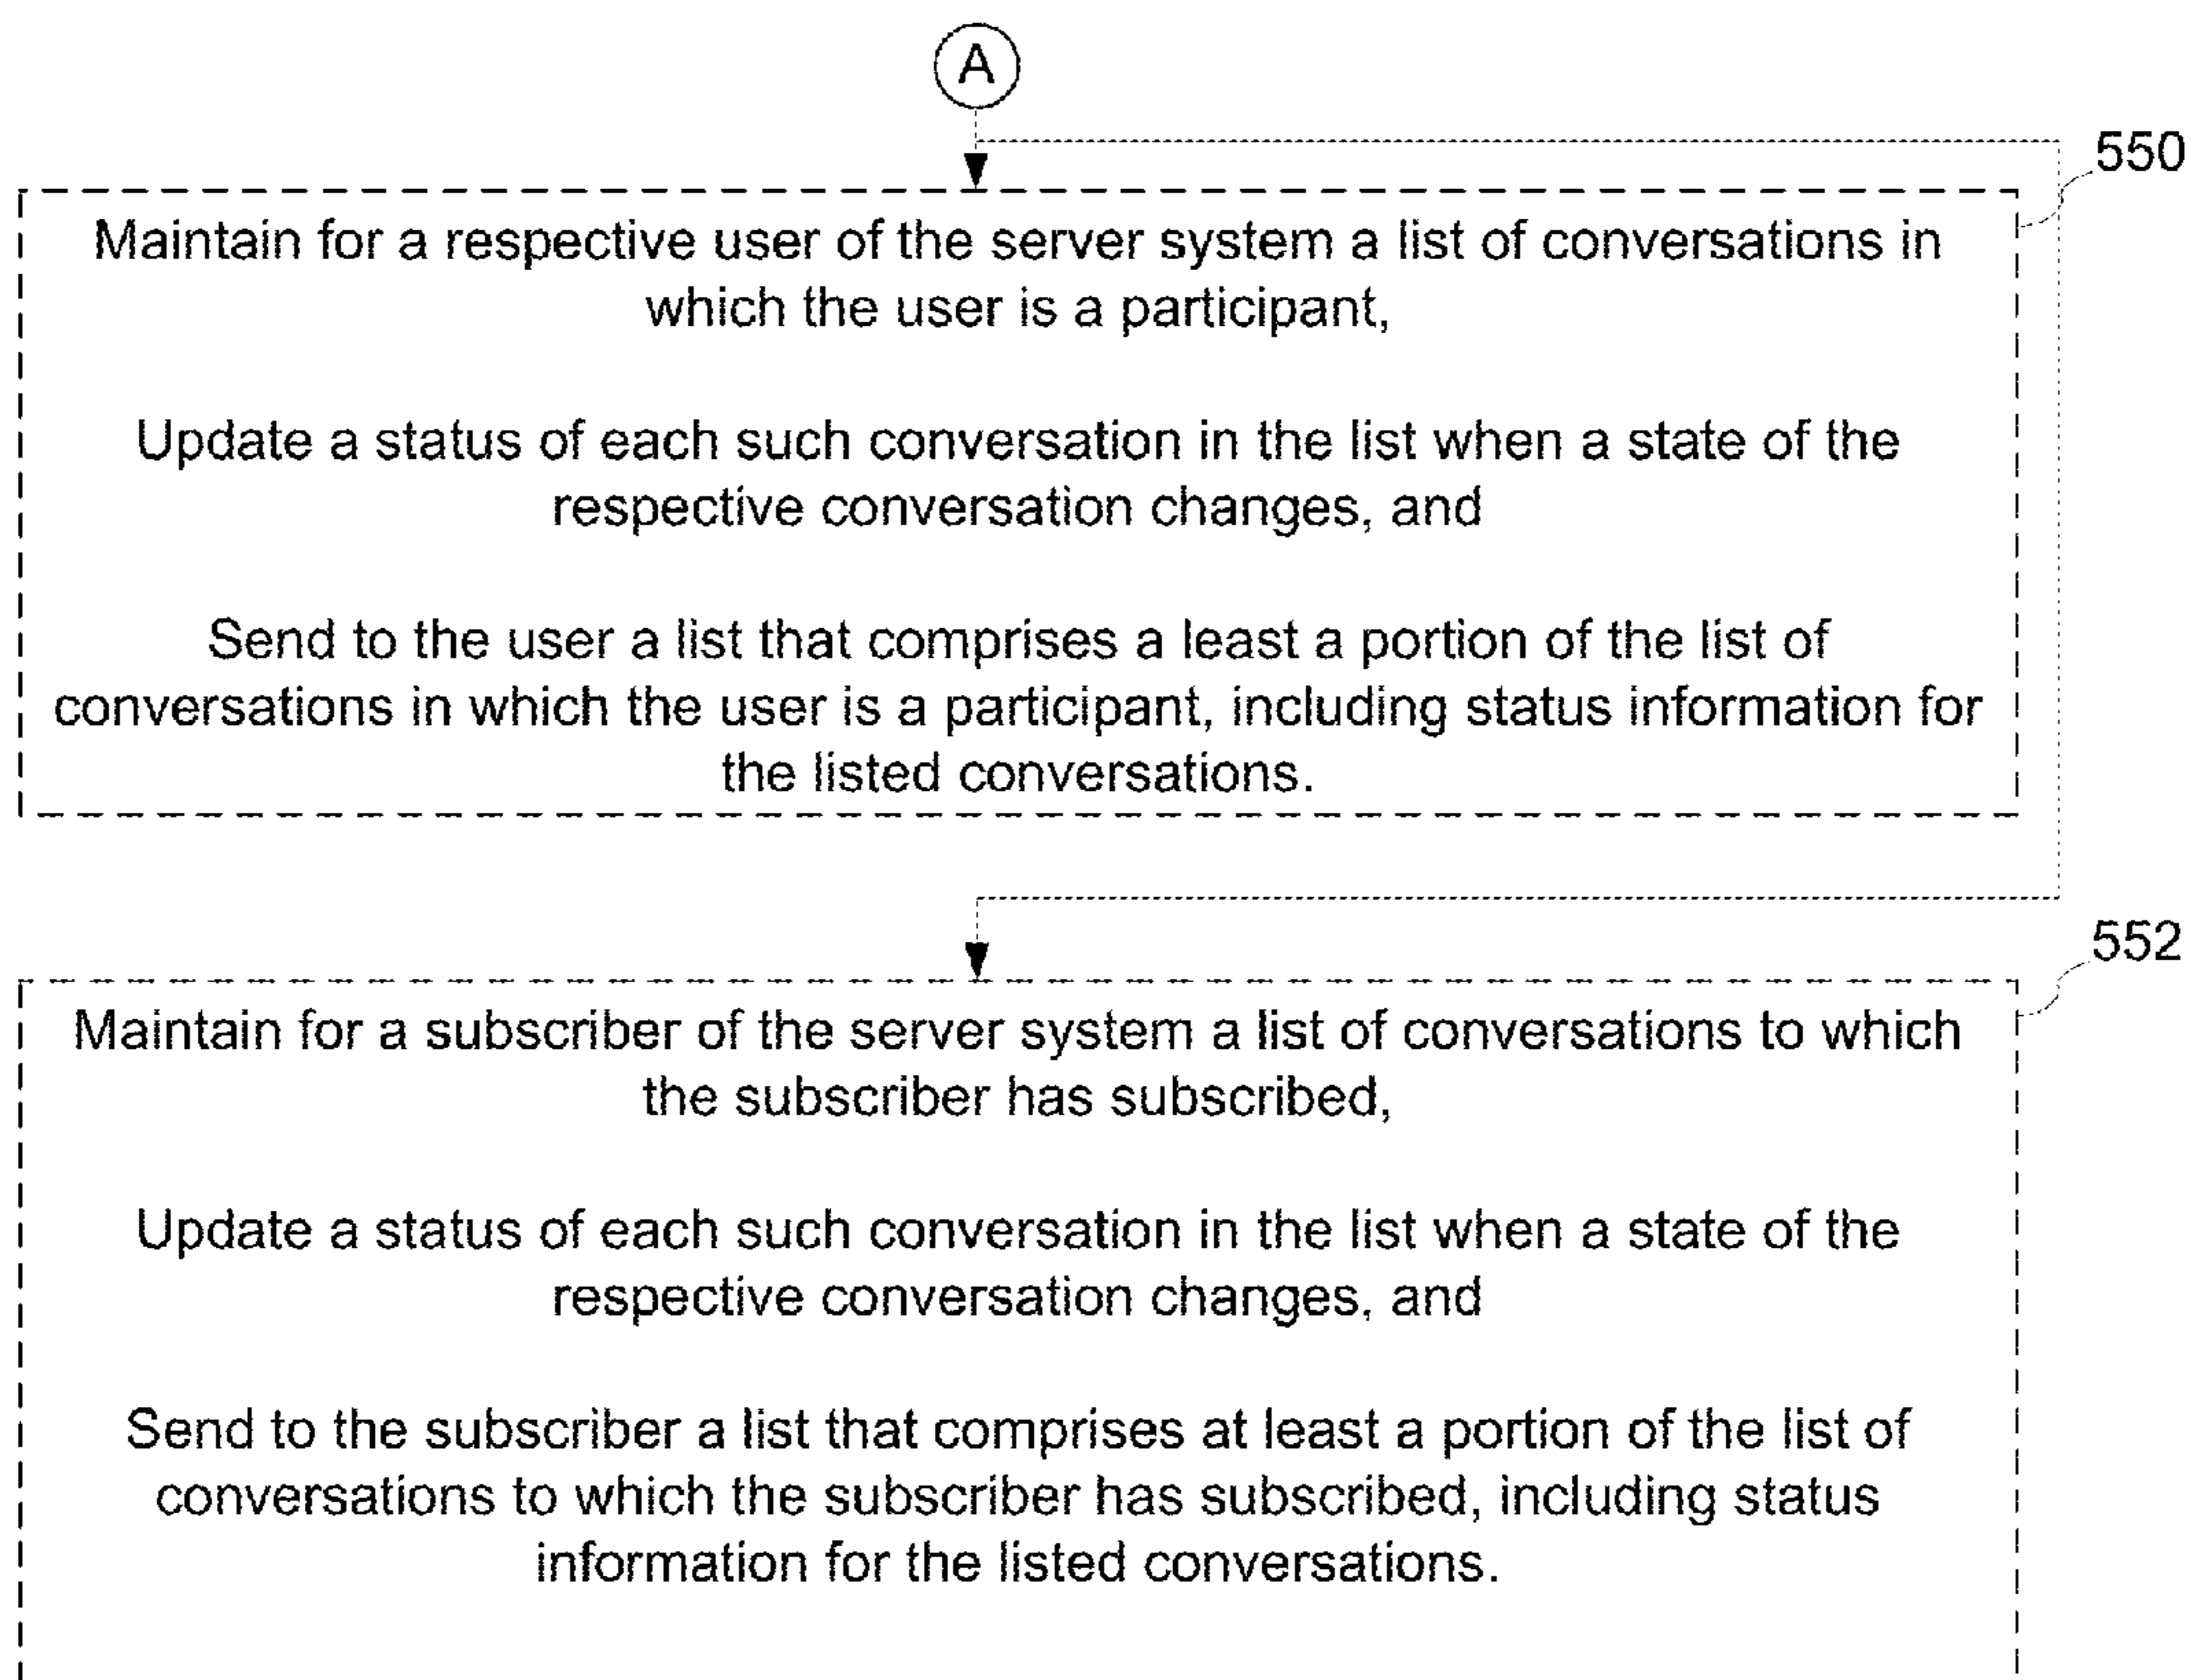 A
550
Maintain for a respective user of the server system a list of conversations in
which the user is a participant,
Update a status of each such conversation in the list when a state of the
respective conversation changes, and
Send to the user a list that comprises a least a portion of the list of
conversations in which the user is a participant, including status information for
the listed conversations.
552
Maintain for a subscriber of the server system a list of conversations to which
the subscriber has subscribed,
Update a status of each such conversation in the list when a state of the
respective conversation changes, and
Send to the subscriber a list that comprises at least a portion of the list of
conversations to which the subscriber has subscribed, including status
information for the listed conversations.